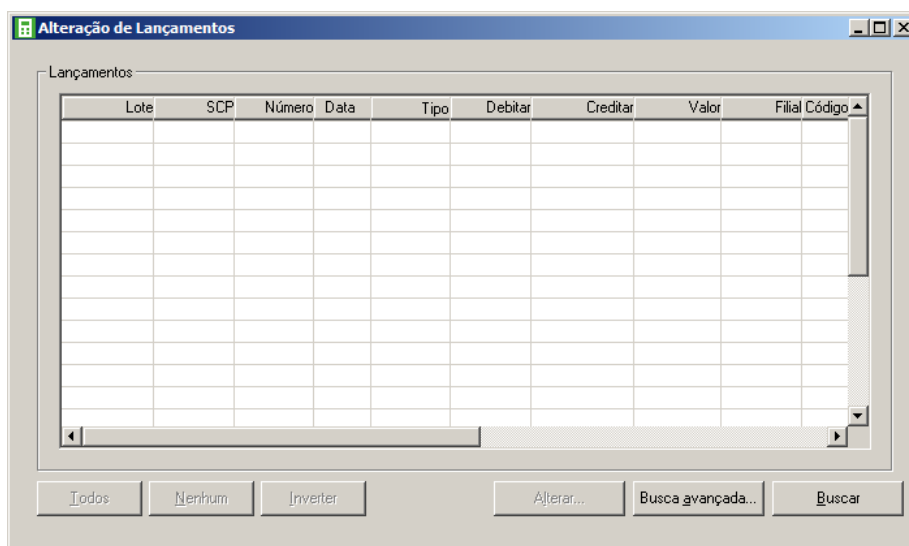 Alteração de Lançamentos
Lançamentos
Lote SCP Número Data Tipo Debitar Creditar Valor Filial Código
Todos Nenhum Inverter Alterar... Busca avançada... Buscar